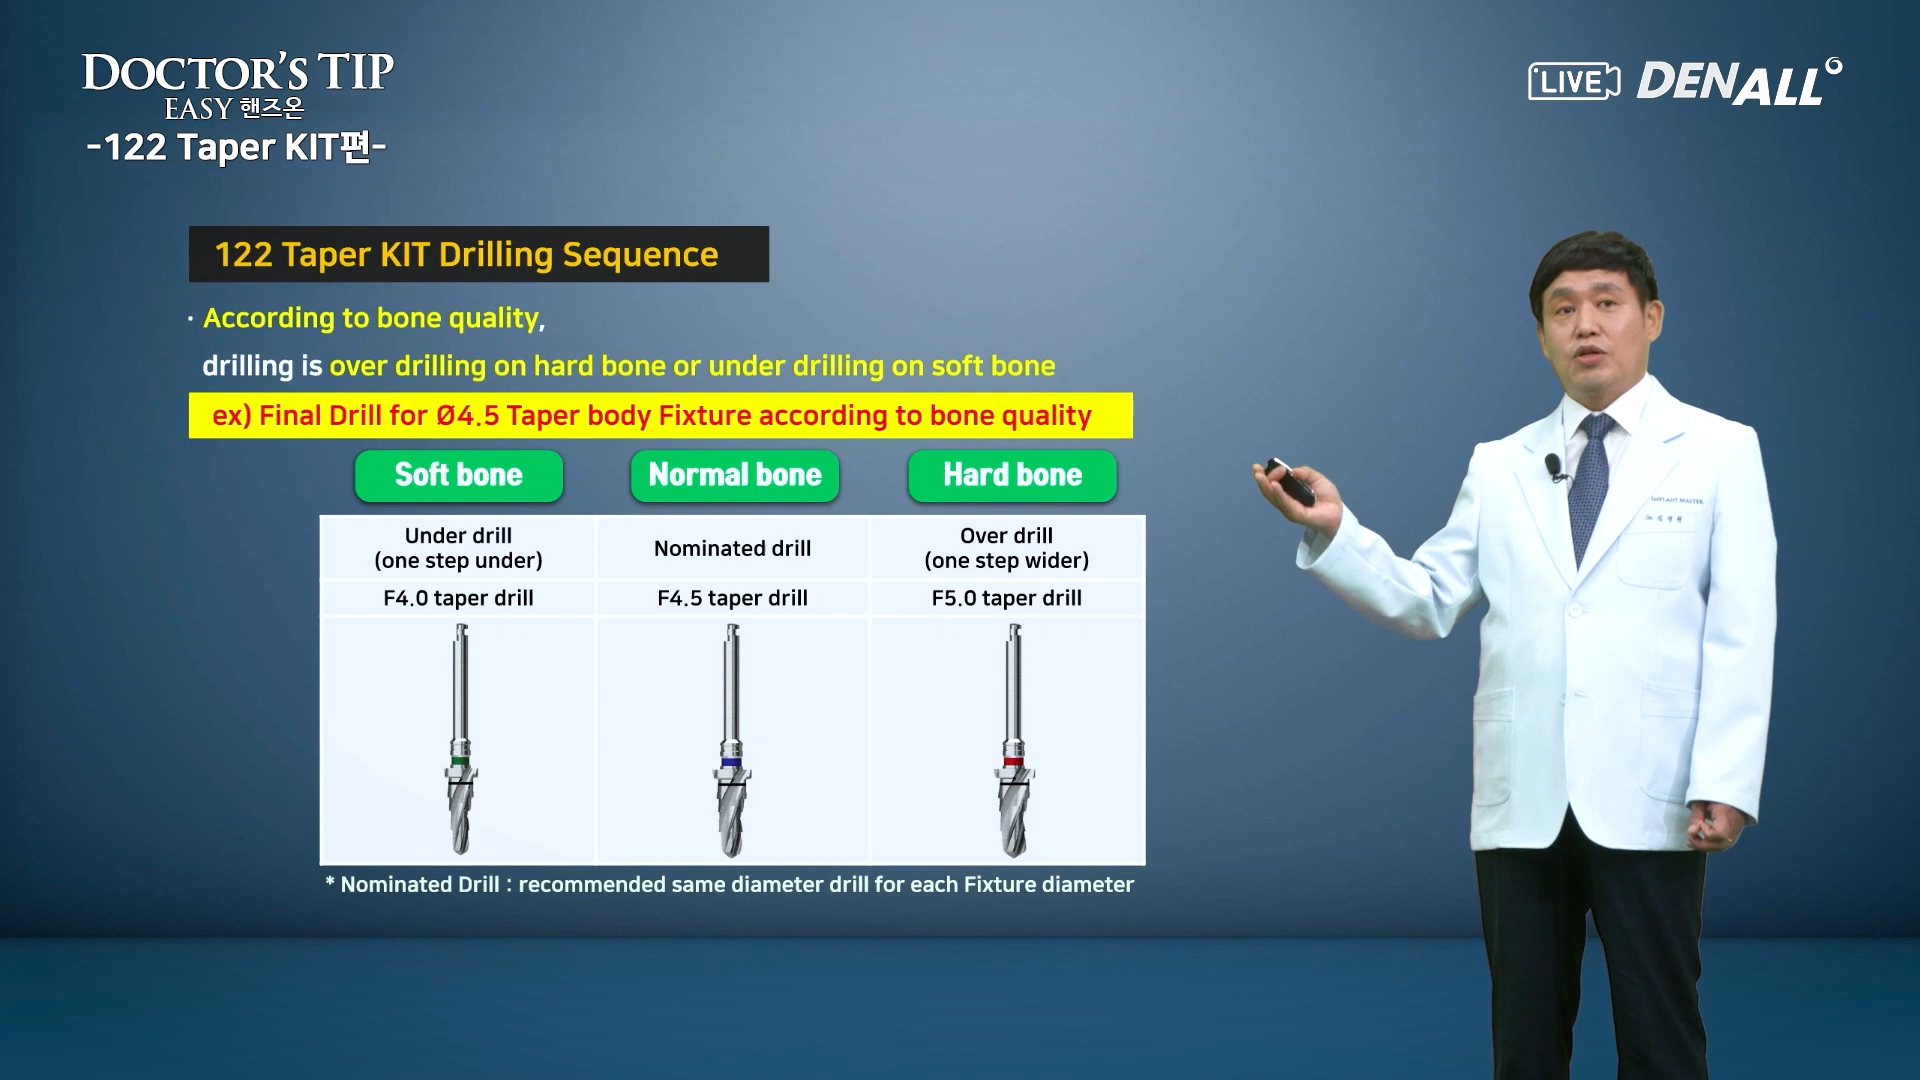 DOCTOR'S TIP
EASY 핸즈온
-122 Taper KIT편-
LIVE DENALL
122 Taper KIT Drilling Sequence
· According to bone quality,
drilling is over drilling on hard bone or under drilling on soft bone
ex) Final Drill for Ø4.5 Taper body Fixture according to bone quality
Soft bone Normal bone Hard bone
Under drill
(one step under)
Nominated drill
Over drill
(one step wider)
F4.0 taper drill F4.5 taper drill F5.0 taper drill
* Nominated Drill : recommended same diameter drill for each Fixture diameter
IMPLANT MASTER